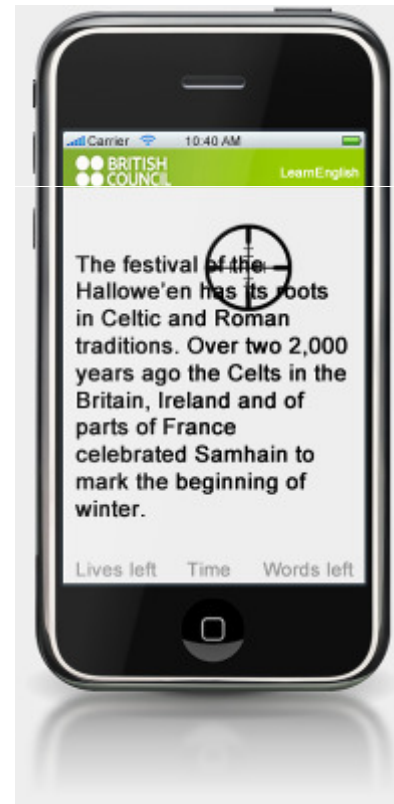 Carrier 10:40 AM
BRITISH
COUNCIL
LearnEnglish
The festival of the
Hallowe'en has its roots
in Celtic and Roman
traditions. Over two 2,000
years ago the Celts in the
Britain, Ireland and of
parts of France
celebrated Samhain to
mark the beginning of
winter.
Lives left Time Words left